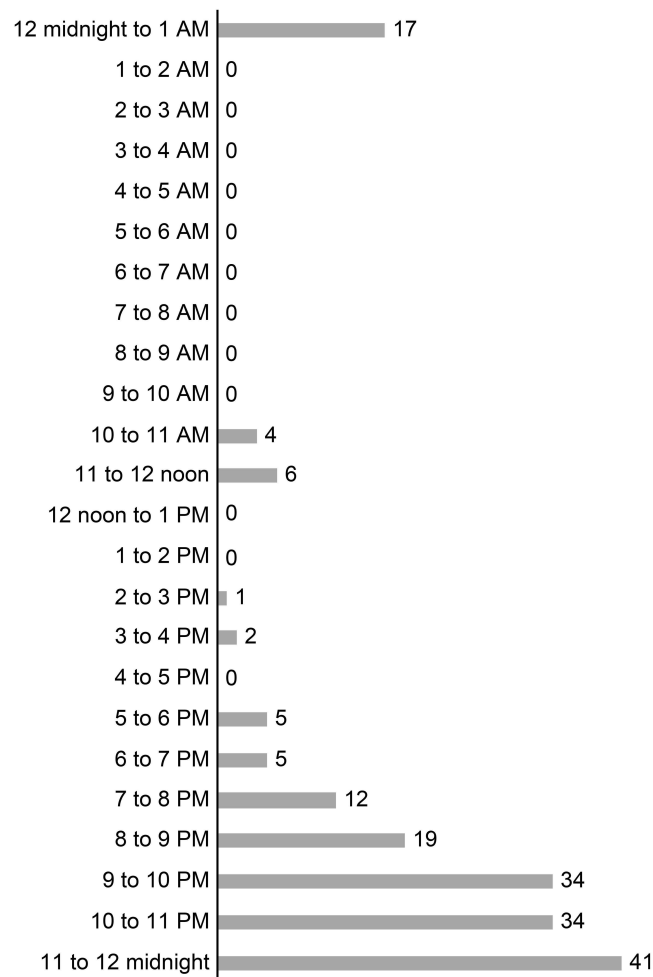 12 midnight to 1 AM 17
1 to 2 AM 0
2 to 3 AM 0
3 to 4 AM 0
4 to 5 AM 0
5 to 6 AM 0
6 to 7 AM 0
7 to 8 AM 0
8 to 9 AM 0
9 to 10 AM 0
10 to 11 AM 4
11 to 12 noon 6
12 noon to 1 PM 0
1 to 2 PM 0
2 to 3 PM 1
3 to 4 PM 2
4 to 5 PM 0
5 to 6 PM 5
6 to 7 PM 5
7 to 8 PM 12
8 to 9 PM 19
9 to 10 PM 34
10 to 11 PM 34
11 to 12 midnight 41